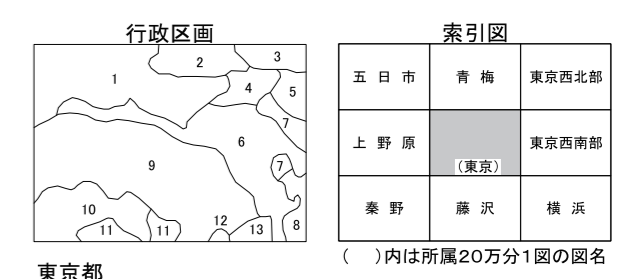 行政区画
1
2
3
4
5
7
6
9
7
10
11
11
12
13
8
東京都
索引図
五日市
青梅
東京西北部
上野原
(東京)
東京西南部
秦野
藤沢
横浜
( )内は所属20万分1図の図名